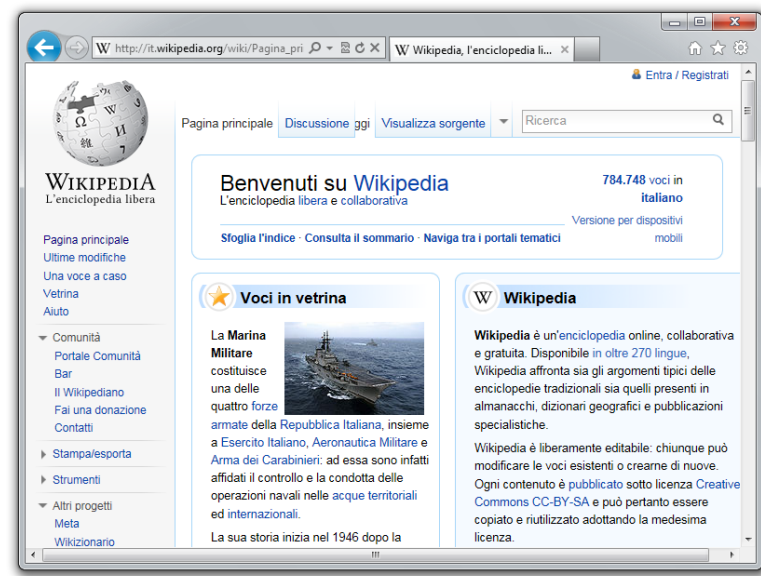 http://it.wikipedia.org/wiki/Pagina_pri
W Wikipedia, l'enciclopedia li...
Entra / Registrati
Pagina principale Discussione ggi Visualizza sorgente
Ricerca
Ω W И
WIKIPEDIA
L'enciclopedia libera
Benvenuti su Wikipedia
L'enciclopedia libera e collaborativa
784.748 voci in
italiano
Versione per dispositivi
mobili
Sfoglia l'indice · Consulta il sommario · Naviga tra i portali tematici
Pagina principale
Ultime modifiche
Una voce a caso
Vetrina
Aiuto
Comunità
Portale Comunità
Bar
Il Wikipediano
Fai una donazione
Contatti
Stampa/esporta
Strumenti
Altri progetti
Meta
Wikizionario
Voci in vetrina
La Marina
Militare
costituisce
una delle
quattro forze
armate della Repubblica Italiana, insieme
a Esercito Italiano, Aeronautica Militare e
Arma dei Carabinieri: ad essa sono infatti
affidati il controllo e la condotta delle
operazioni navali nelle acque territoriali
ed internazionali.
La sua storia inizia nel 1946 dopo la
W Wikipedia
Wikipedia è un'enciclopedia online, collaborativa
e gratuita. Disponibile in oltre 270 lingue,
Wikipedia affronta sia gli argomenti tipici delle
enciclopedie tradizionali sia quelli presenti in
almanacchi, dizionari geografici e pubblicazioni
specialistiche.
Wikipedia è liberamente editabile: chiunque può
modificare le voci esistenti o crearne di nuove.
Ogni contenuto è pubblicato sotto licenza Creative
Commons CC-BY-SA e può pertanto essere
copiato e riutilizzato adottando la medesima
licenza.